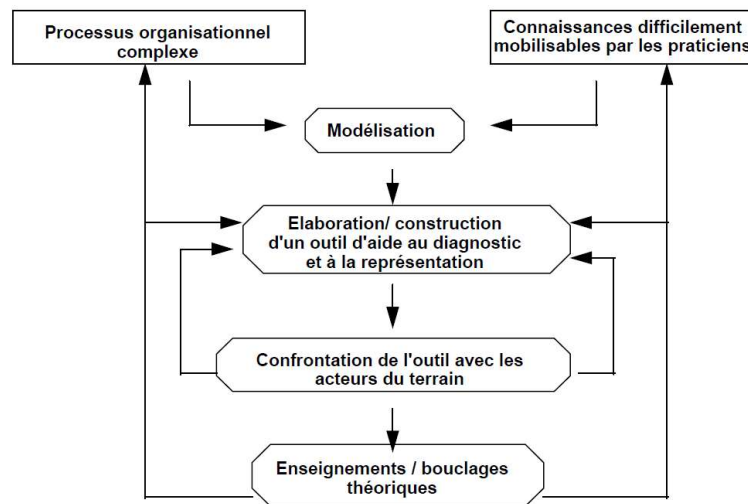 Processus organisationnel
complexe
Connaissances difficilement
mobilisables par les praticiens
Modélisation
Elaboration/ construction
d'un outil d'aide au diagnostic
et à la représentation
Confrontation de l'outil avec les
acteurs du terrain
Enseignements / bouclages
théoriques